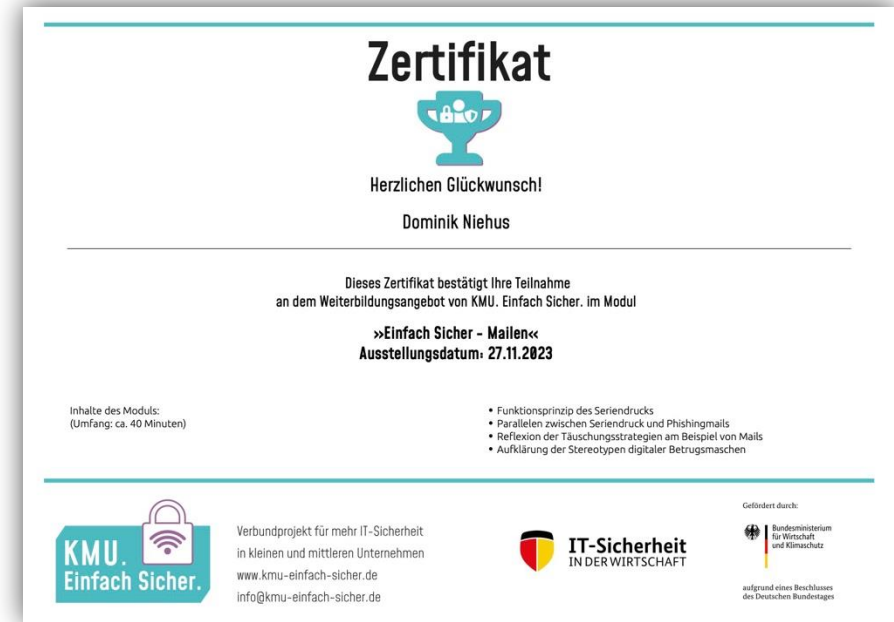 Zertifikat
Herzlichen Glückwunsch!
Dominik Niehus
Dieses Zertifikat bestätigt Ihre Teilnahme
an dem Weiterbildungsangebot von KMU. Einfach Sicher. im Modul
»Einfach Sicher - Mailen«
Ausstellungsdatum: 27.11.2023
Inhalte des Moduls:
(Umfang: ca. 40 Minuten)
• Funktionsprinzip des Seriendrucks
• Parallelen zwischen Seriendruck und Phishingmails
• Reflexion der Täuschungsstrategien am Beispiel von Mails
• Aufklärung der Stereotypen digitaler Betrugsmaschen
KMU.
Einfach Sicher.
Verbundprojekt für mehr IT-Sicherheit
in kleinen und mittleren Unternehmen
www.kmu-einfach-sicher.de
info@kmu-einfach-sicher.de
IT-Sicherheit
IN DER WIRTSCHAFT
Gefördert durch:
Bundesministerium
für Wirtschaft
und Klimaschutz
aufgrund eines Beschlusses
des Deutschen Bundestages